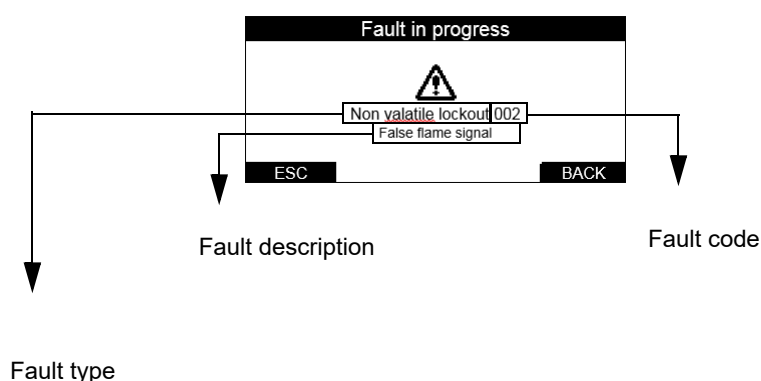 Fault in progress
Non valatile lockout 002
False flame signal
ESC BACK
Fault description
Fault code
Fault type